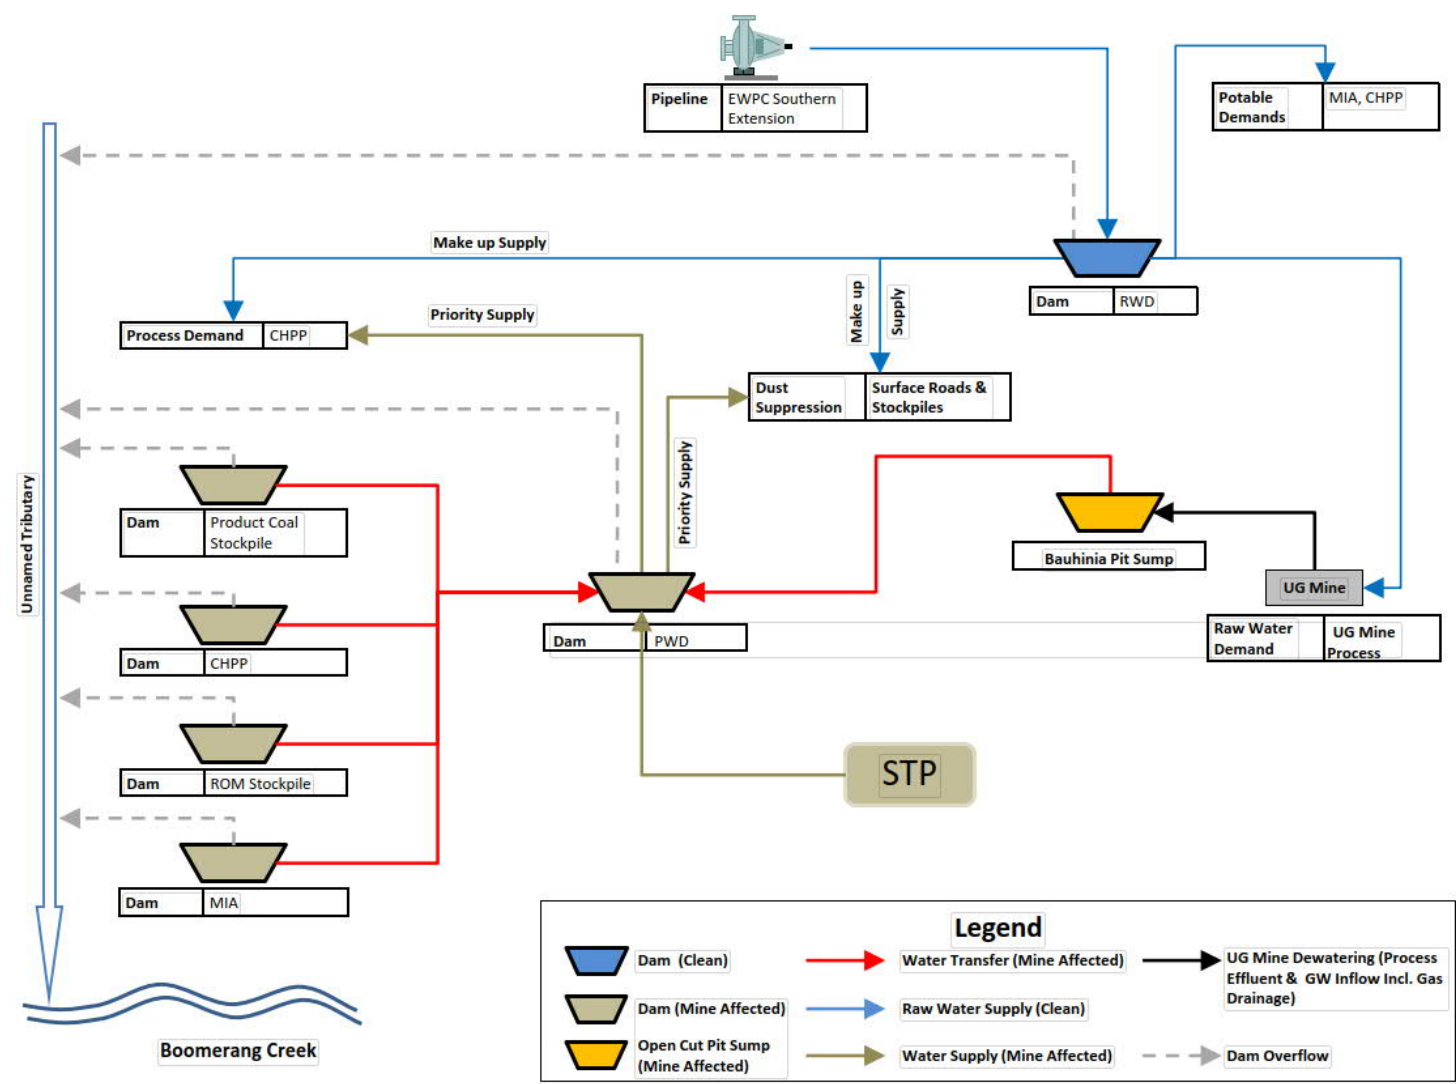 Pipeline
EWPC Southern
Extension
Potable
Demands
MIA, CHPP
Make up Supply
Dam
RWD
Make up
Supply
Process Demand
CHPP
Priority Supply
Dust
Suppression
Surface Roads &
Stockpiles
Priority Supply
Unnamed Tributary
Dam
Product Coal
Stockpile
Bauhinia Pit Sump
UG Mine
Raw Water
Demand
UG Mine
Process
Dam
PWD
Dam
CHPP
Dam
ROM Stockpile
STP
Dam
MIA
Boomerang Creek
Legend
Dam (Clean)
Water Transfer (Mine Affected)
UG Mine Dewatering (Process
Effluent & GW Inflow Incl. Gas
Drainage)
Dam (Mine Affected)
Raw Water Supply (Clean)
Open Cut Pit Sump
(Mine Affected)
Water Supply (Mine Affected)
Dam Overflow